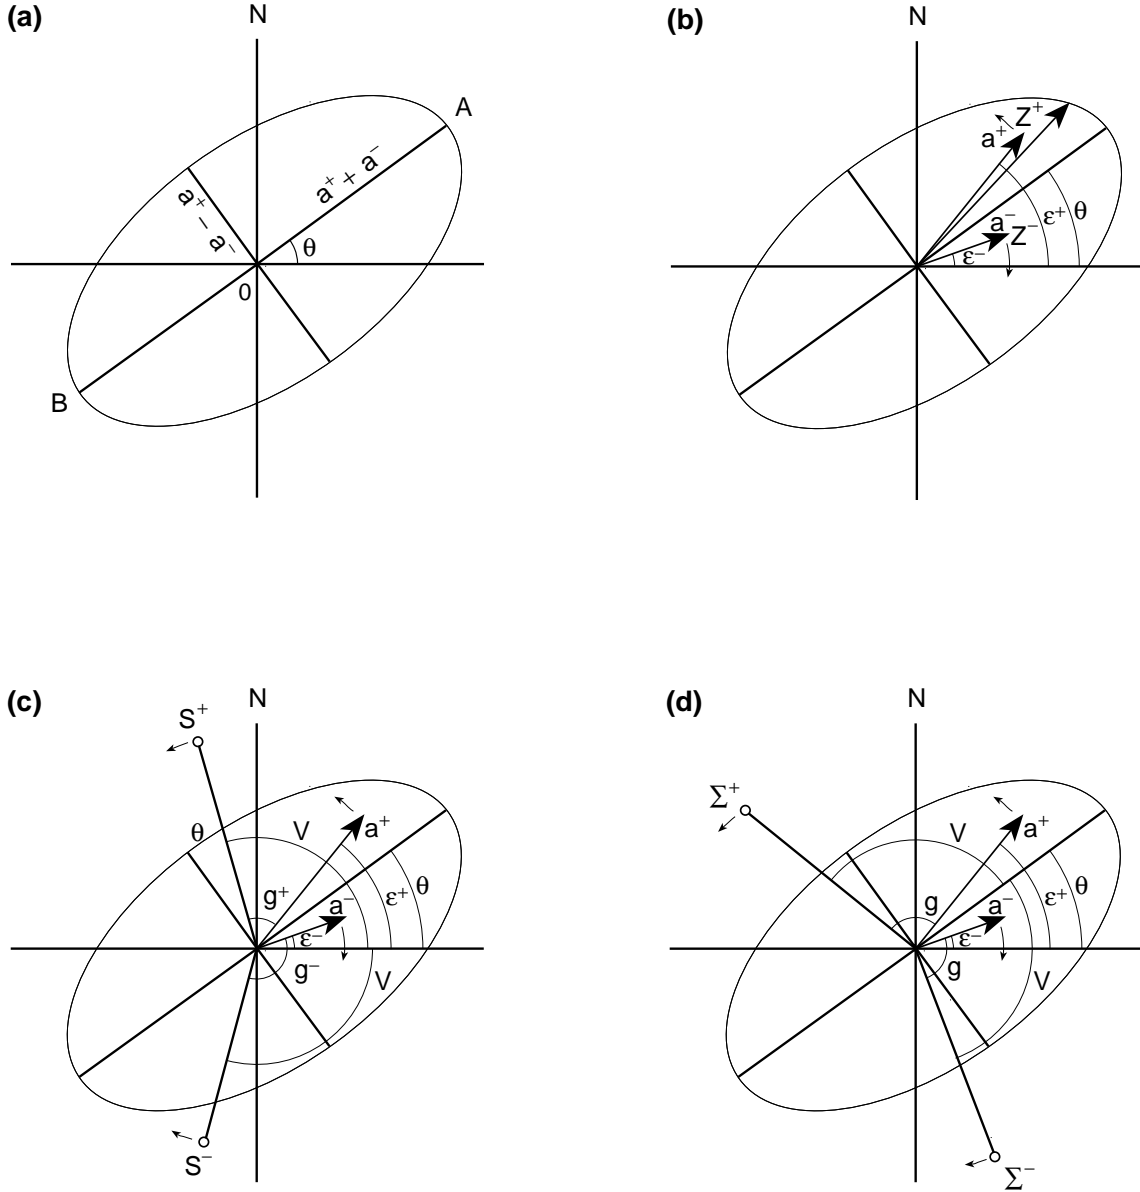 (a)
N
A
a⁺ + a⁻
a⁺ − a⁻
θ
0
B
(b)
N
Z⁺
a⁺
a⁻
Z⁻
ε⁺
θ
ε⁻
(c)
N
S⁺
θ
V
a⁺
g⁺
a⁻
ε⁺
θ
ε⁻
g⁻
V
S⁻
(d)
N
Σ⁺
V
a⁺
g
a⁻
ε⁺
θ
ε⁻
g
V
Σ⁻